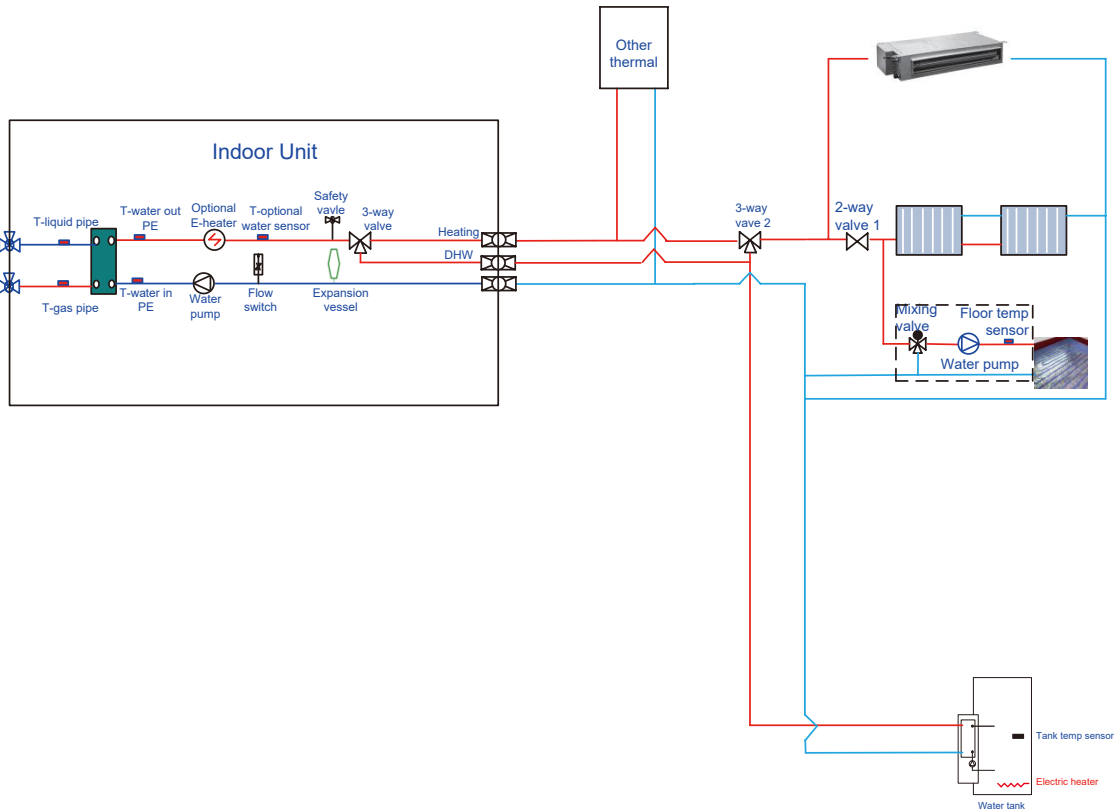 Other
thermal
Indoor Unit
Safety
vavle
T-liquid pipe
T-water out
PE
Optional
E-heater
T-optional
water sensor
3-way
valve
Heating
DHW
3-way
vave 2
2-way
valve 1
T-gas pipe
T-water in
PE
Water
pump
Flow
switch
Expansion
vessel
Mixing
valve
Floor temp
sensor
Water pump
Tank temp sensor
Electric heater
Water tank